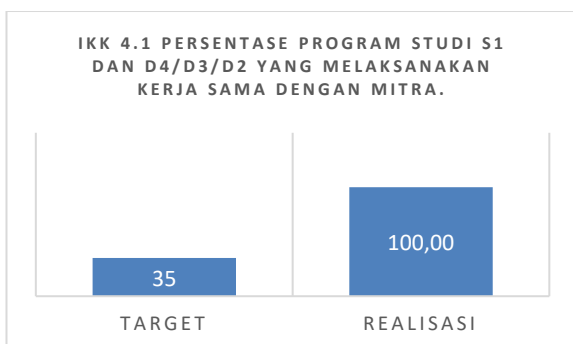 IKK 4.1 PERSENTASE PROGRAM STUDI S1
DAN D4/D3/D2 YANG MELAKSANAKAN
KERJA SAMA DENGAN MITRA.
100,00
35
TARGET
REALISASI